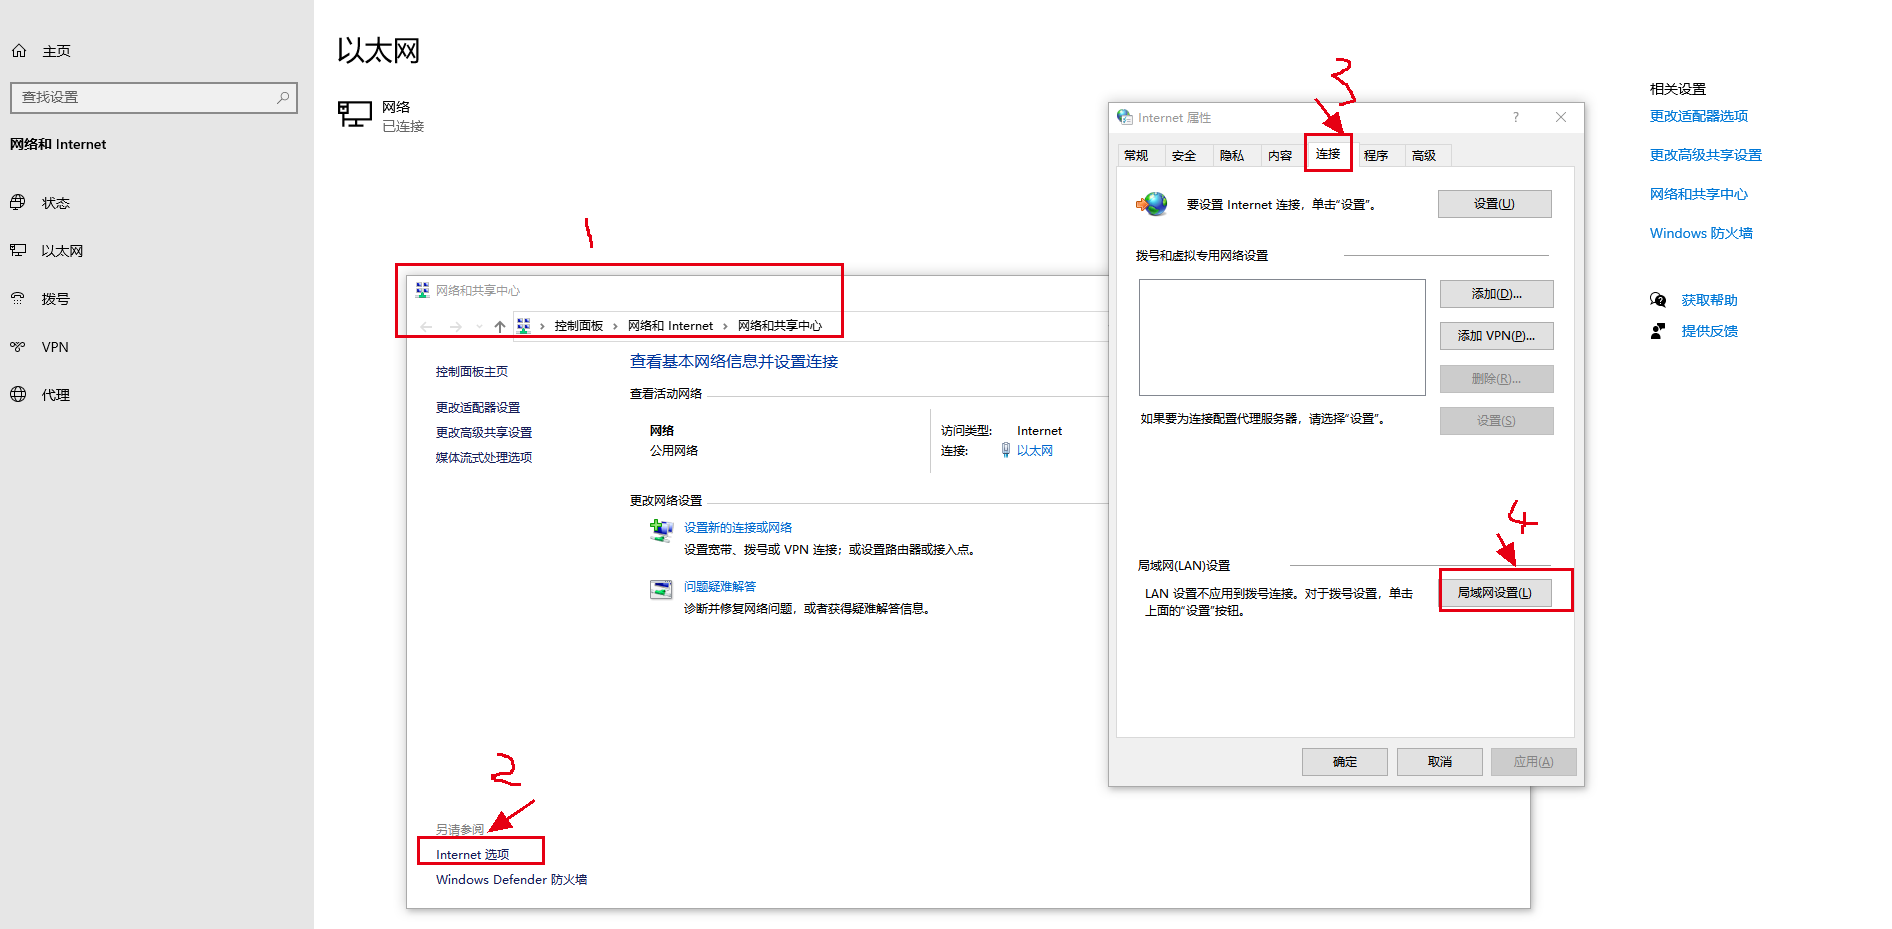 主页
查找设置
网络和 Internet
状态
以太网
拨号
VPN
代理
以太网
网络
已连接
1
网络和共享中心
控制面板 › 网络和 Internet › 网络和共享中心
控制面板主页
更改适配器设置
更改高级共享设置
媒体流式处理选项
查看基本网络信息并设置连接
查看活动网络
网络
公用网络
访问类型: Internet
连接: 以太网
更改网络设置
设置新的连接或网络
设置宽带、拨号或 VPN 连接；或设置路由器或接入点。
问题疑难解答
诊断并修复网络问题，或者获得疑难解答信息。
2
另请参阅
Internet 选项
Windows Defender 防火墙
3
Internet 属性
常规 安全 隐私 内容 连接 程序 高级
要设置 Internet 连接，单击“设置”。
设置(U)
拨号和虚拟专用网络设置
添加(D)...
添加 VPN(P)...
删除(R)...
如果要为连接配置代理服务器，请选择“设置”。
设置(S)
4
局域网(LAN)设置
LAN 设置不应用到拨号连接。对于拨号设置，单击
上面的“设置”按钮。
局域网设置(L)
确定 取消 应用(A)
相关设置
更改适配器选项
更改高级共享设置
网络和共享中心
Windows 防火墙
获取帮助
提供反馈